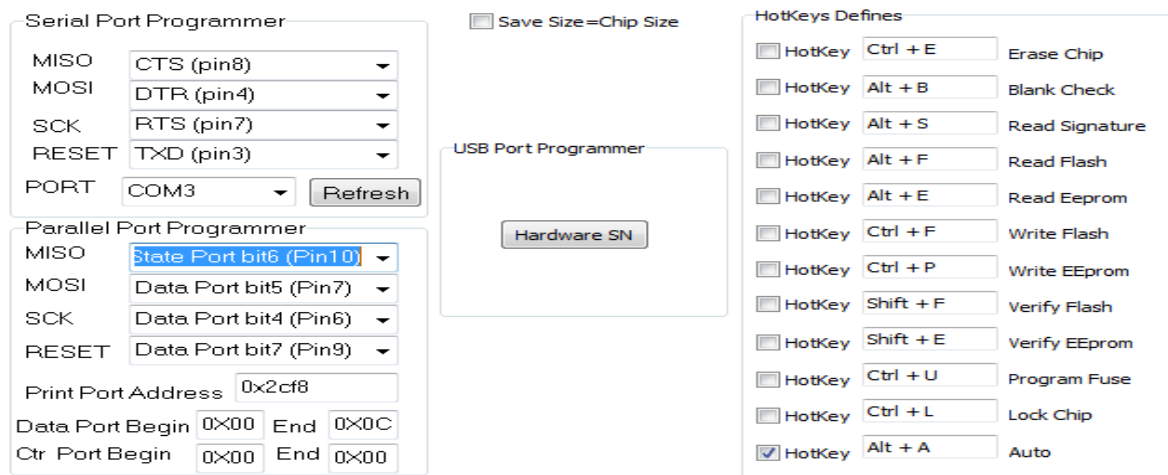 Serial Port Programmer
MISO CTS (pin8)
MOSI DTR (pin4)
SCK RTS (pin7)
RESET TXD (pin3)
PORT COM3 Refresh
Parallel Port Programmer
MISO State Port bit6 (Pin10)
MOSI Data Port bit5 (Pin7)
SCK Data Port bit4 (Pin6)
RESET Data Port bit7 (Pin9)
Print Port Address 0x2cf8
Data Port Begin 0X00 End 0X0C
Ctr Port Begin 0X00 End 0X00
Save Size=Chip Size
USB Port Programmer
Hardware SN
HotKeys Defines
HotKey Ctrl + E Erase Chip
HotKey Alt + B Blank Check
HotKey Alt + S Read Signature
HotKey Alt + F Read Flash
HotKey Alt + E Read Eeprom
HotKey Ctrl + F Write Flash
HotKey Ctrl + P Write EEprom
HotKey Shift + F Verify Flash
HotKey Shift + E Verify EEprom
HotKey Ctrl + U Program Fuse
HotKey Ctrl + L Lock Chip
HotKey Alt + A Auto